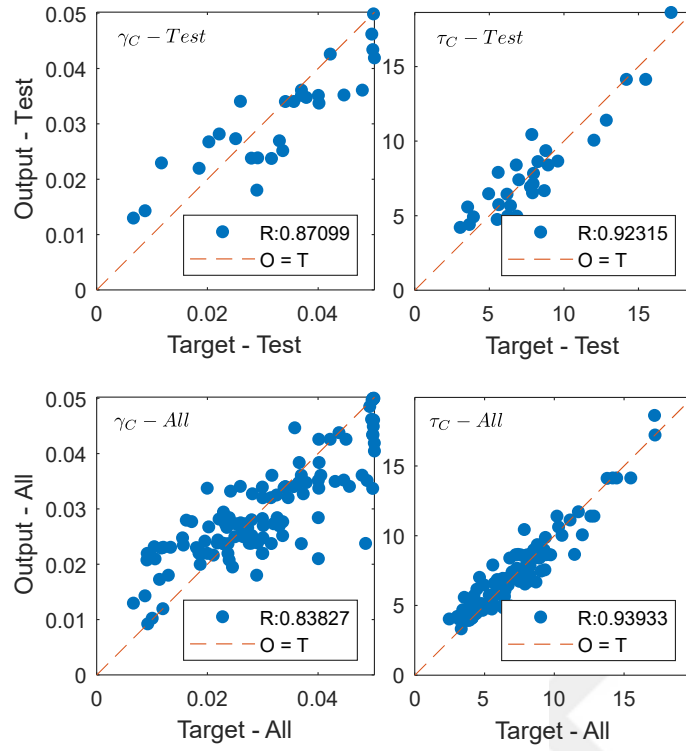 γ_C − Test
0.05
0.04
0.03
0.02
0.01
0
Output - Test
R:0.87099
O = T
0 0.02 0.04
Target - Test
τ_C − Test
15
10
5
0
R:0.92315
O = T
0 5 10 15
Target - Test
γ_C − All
0.05
0.04
0.03
0.02
0.01
0
Output - All
R:0.83827
O = T
0 0.02 0.04
Target - All
τ_C − All
15
10
5
0
R:0.93933
O = T
0 5 10 15
Target - All